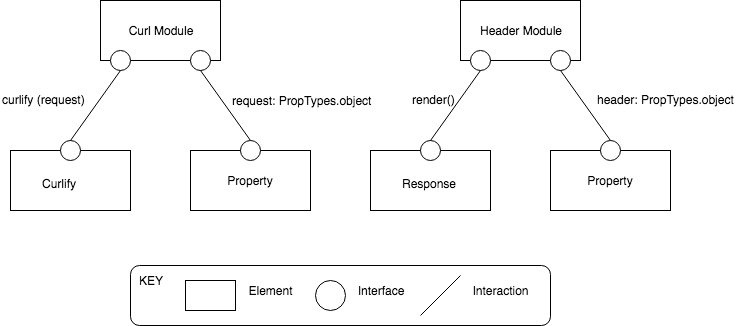 Curl Module
Header Module
curlify (request)
request: PropTypes.object
render()
header: PropTypes.object
Curlify
Property
Response
Property
KEY
Element
Interface
Interaction